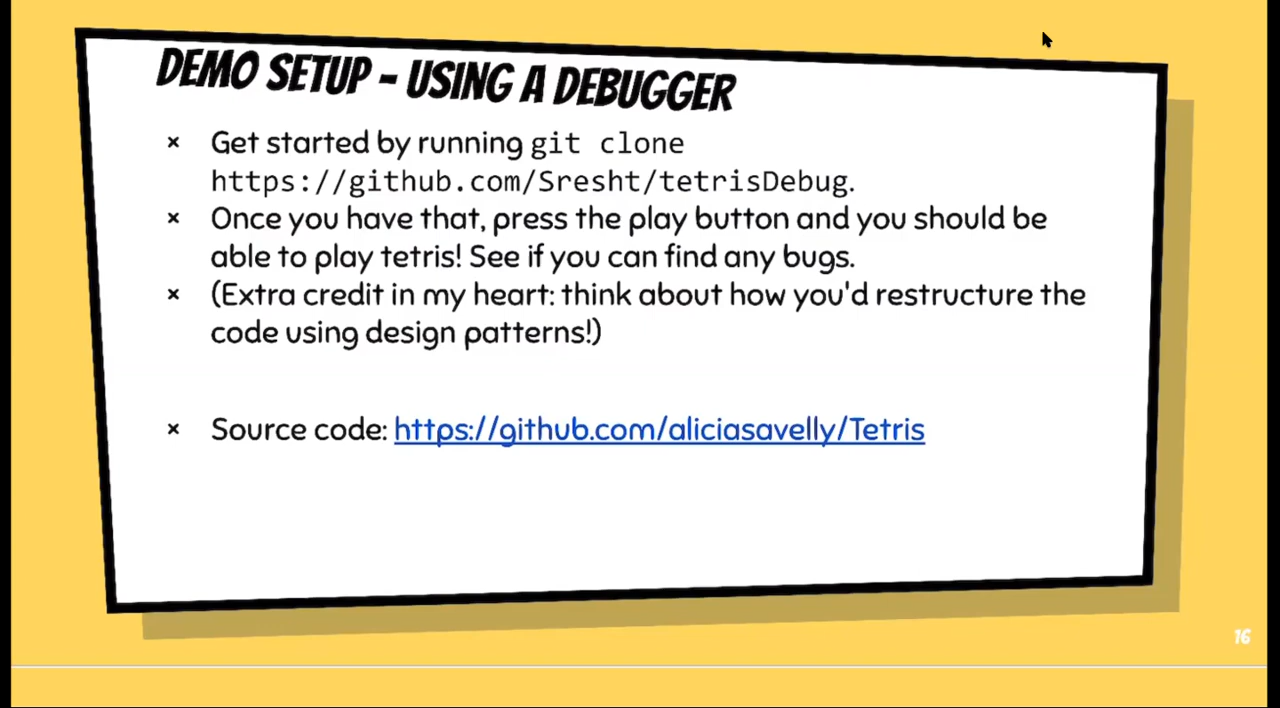 DEMO SETUP - USING A DEBUGGER
× Get started by running git clone
https://github.com/Sresht/tetrisDebug.
× Once you have that, press the play button and you should be
able to play tetris! See if you can find any bugs.
× (Extra credit in my heart: think about how you'd restructure the
code using design patterns!)
× Source code: https://github.com/aliciasavelly/Tetris
16